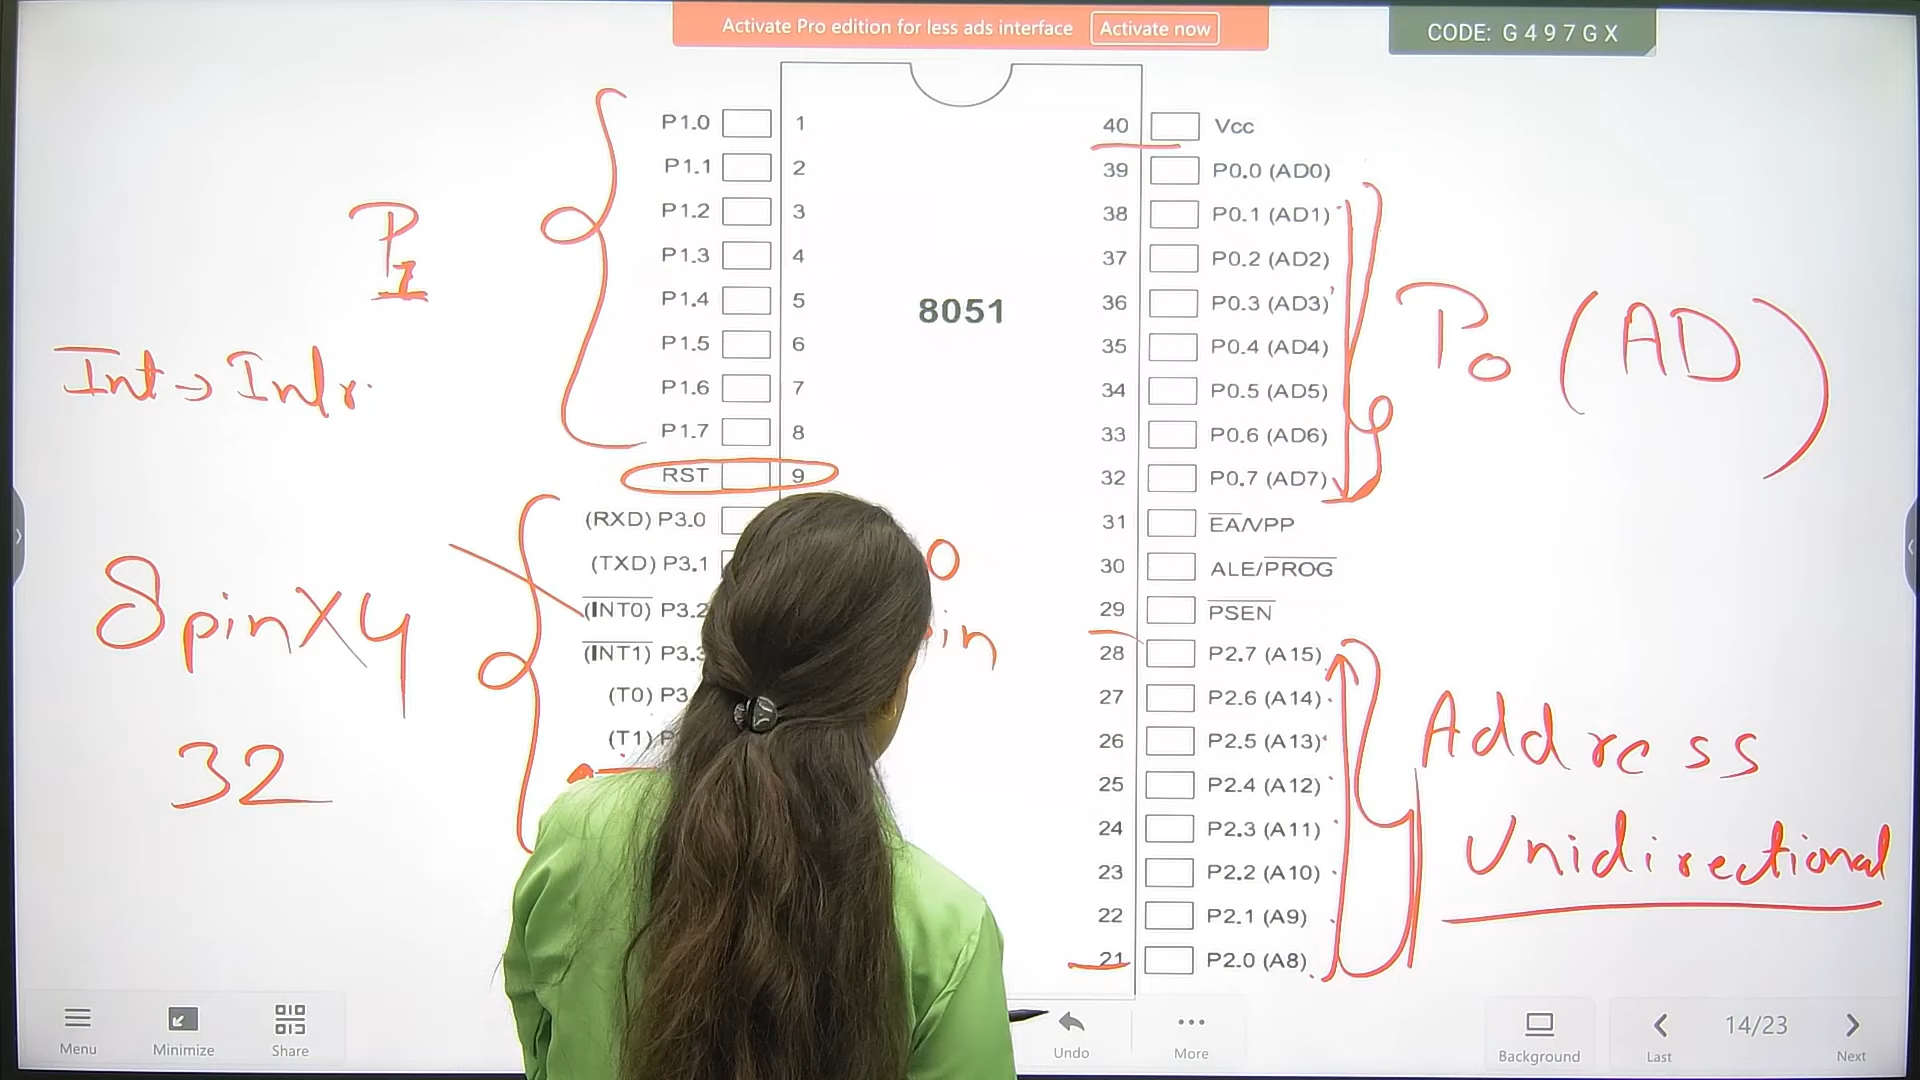 Activate Pro edition for less ads interface Activate now
CODE: G497GX
P1.0 1
P1.1 2
P1.2 3
P1.3 4
P1.4 5
P1.5 6
P1.6 7
P1.7 8
RST 9
(RXD) P3.0
(TXD) P3.1
(INT0) P3.2
(INT1) P3.3
(T0) P3
(T1) P
8051
40 Vcc
39 P0.0 (AD0)
38 P0.1 (AD1)
37 P0.2 (AD2)
36 P0.3 (AD3)
35 P0.4 (AD4)
34 P0.5 (AD5)
33 P0.6 (AD6)
32 P0.7 (AD7)
31 EA/VPP
30 ALE/PROG
29 PSEN
28 P2.7 (A15)
27 P2.6 (A14)
26 P2.5 (A13)
25 P2.4 (A12)
24 P2.3 (A11)
23 P2.2 (A10)
22 P2.1 (A9)
21 P2.0 (A8)
P1
Int → Intr.
8pin×4
32
0
in
P0 (AD)
Address
Unidirectional
Menu
Minimize
Share
Undo
More
Background
Last
14/23
Next